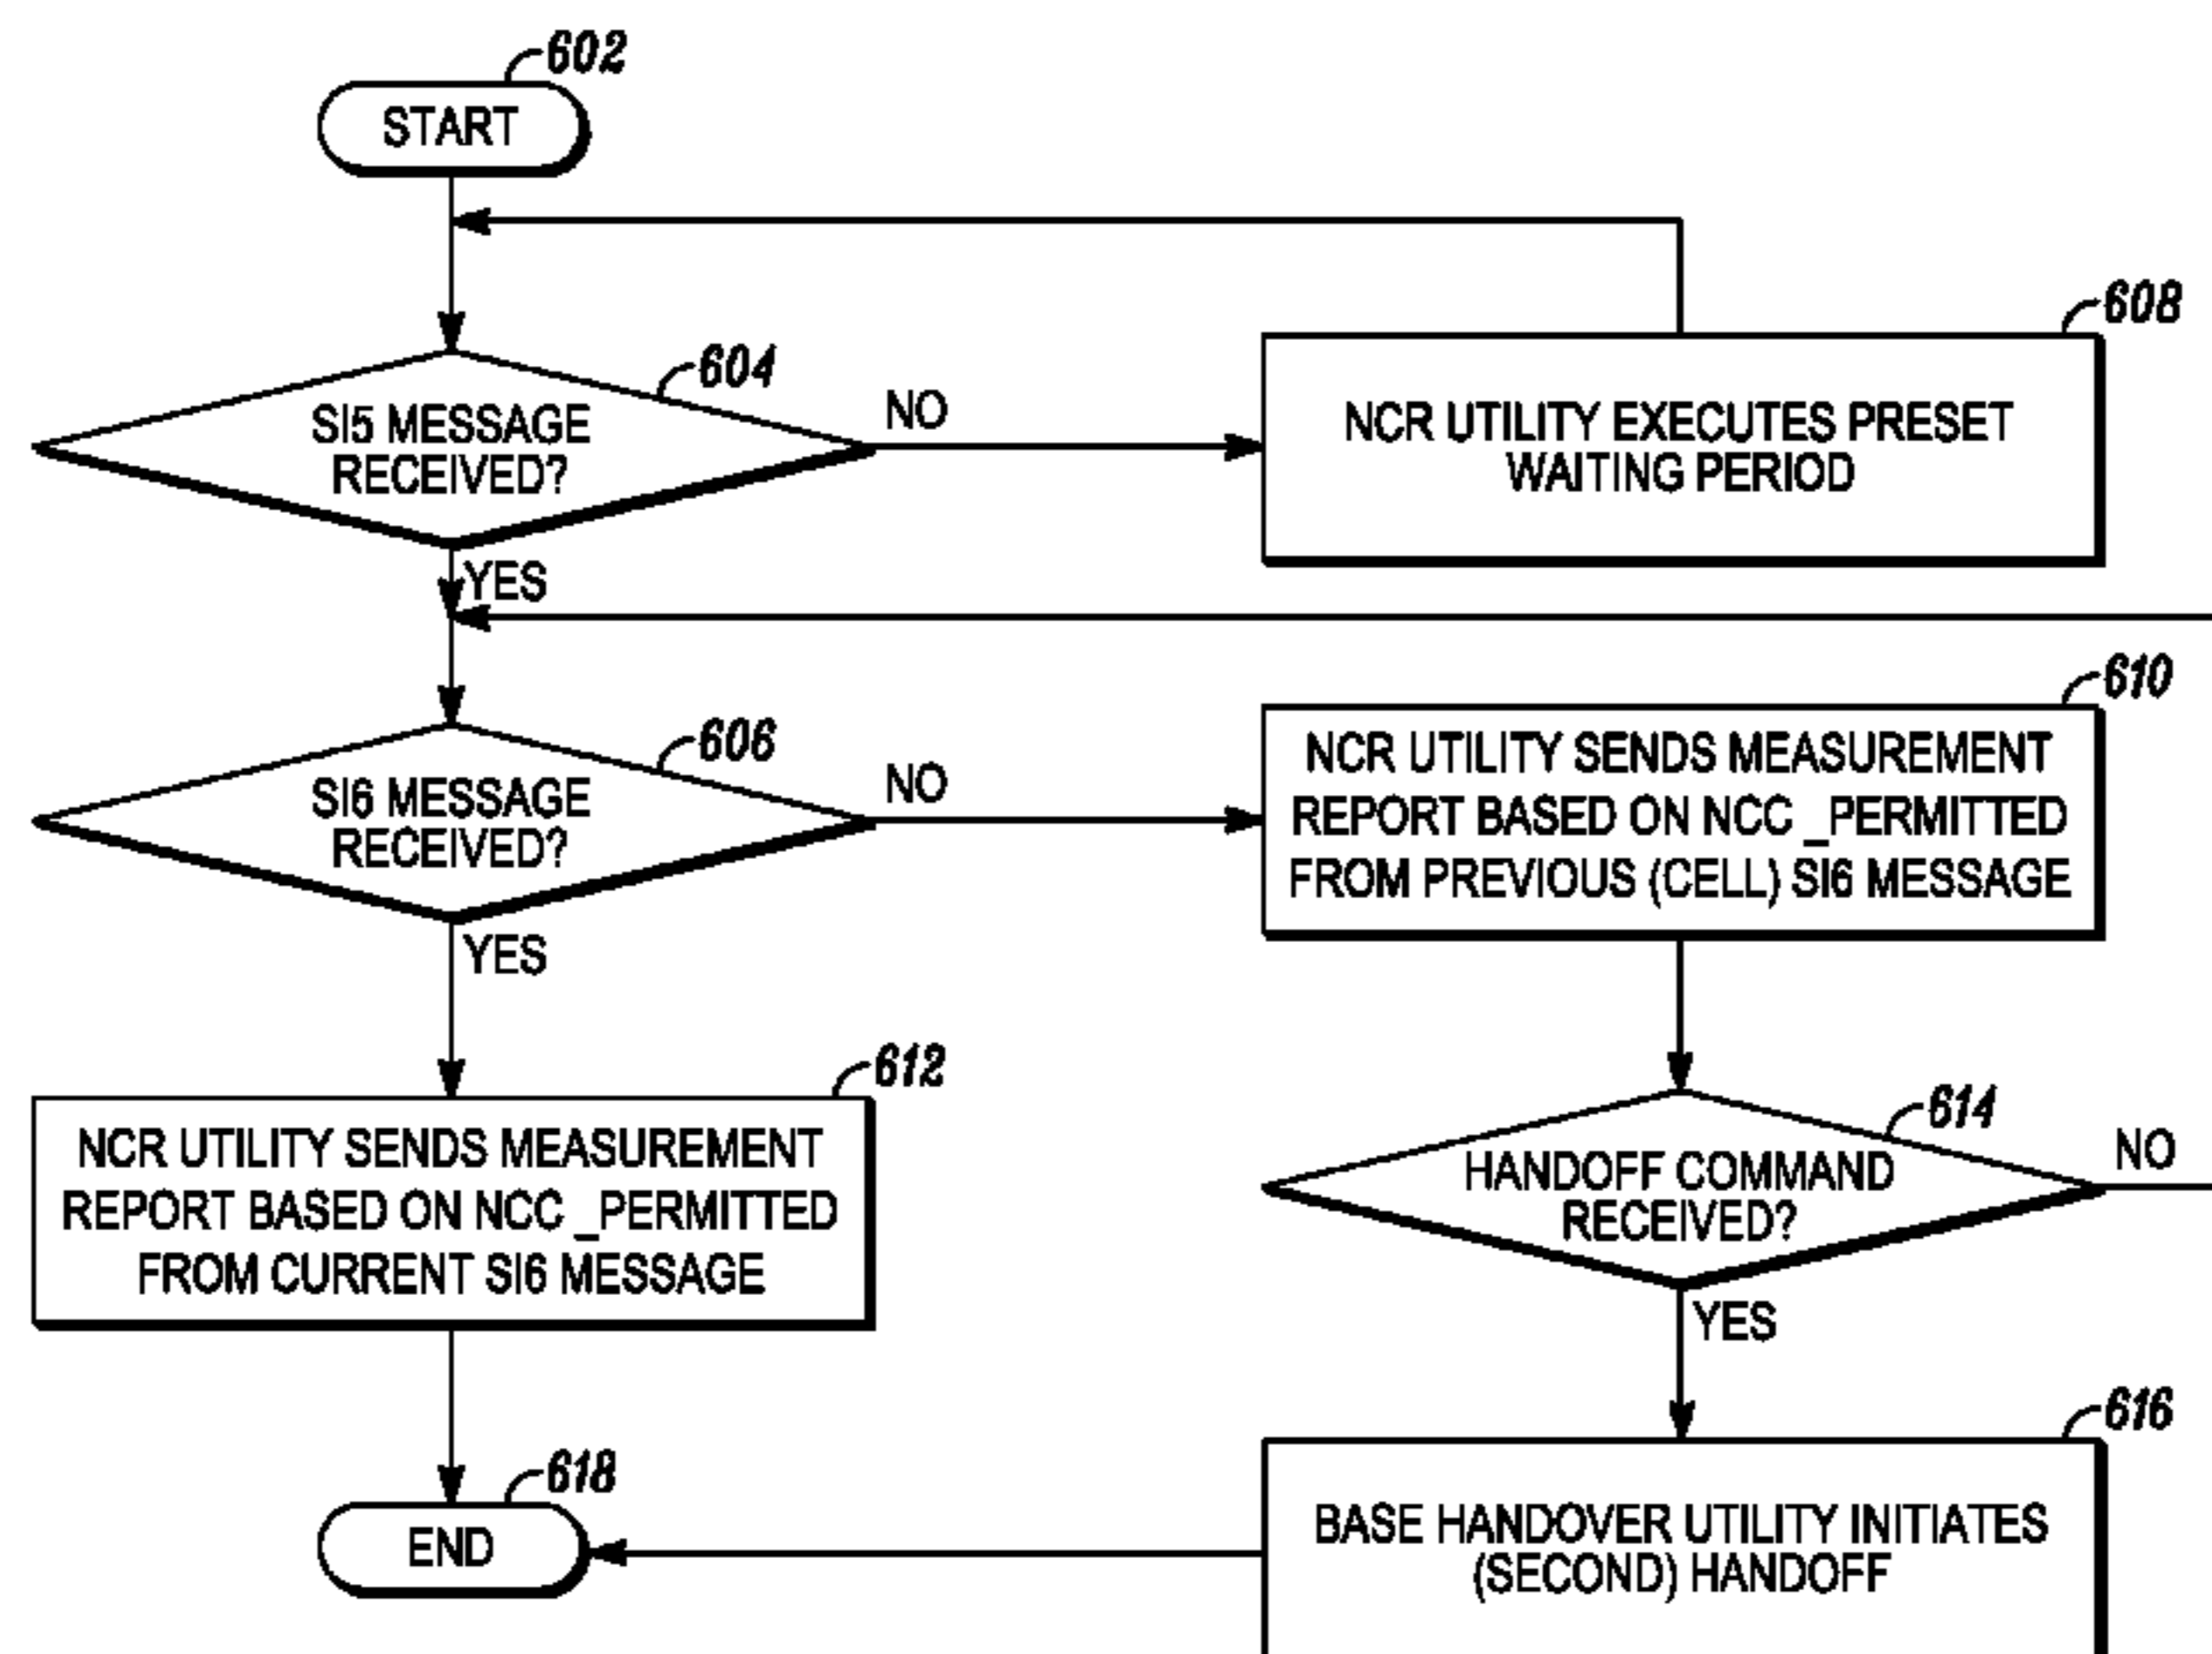 602
START
608
604
SI5 MESSAGE
RECEIVED?
NO
NCR UTILITY EXECUTES PRESET
WAITING PERIOD
YES
610
606
SI6 MESSAGE
RECEIVED?
NO
NCR UTILITY SENDS MEASUREMENT
REPORT BASED ON NCC _PERMITTED
FROM PREVIOUS (CELL) SI6 MESSAGE
YES
612
NCR UTILITY SENDS MEASUREMENT
REPORT BASED ON NCC _PERMITTED
FROM CURRENT SI6 MESSAGE
614
HANDOFF COMMAND
RECEIVED?
NO
YES
616
618
END
BASE HANDOVER UTILITY INITIATES
(SECOND) HANDOFF